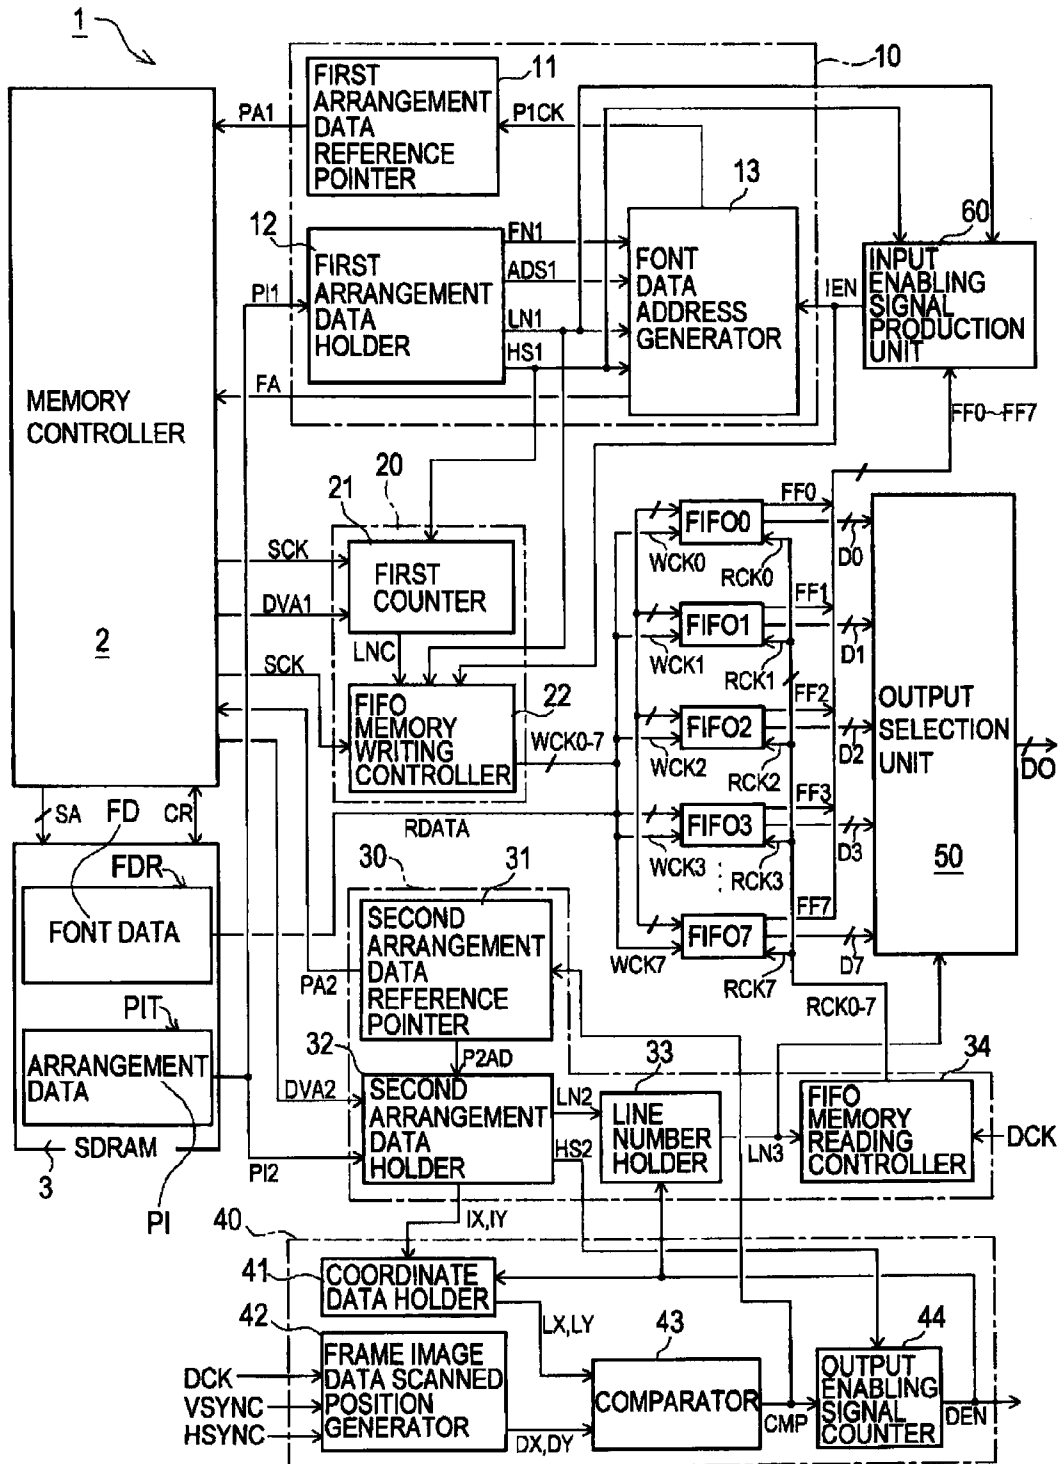 1
10
11
FIRST
ARRANGEMENT
DATA
REFERENCE
POINTER
PA1
P1CK
13
12
FIRST
ARRANGEMENT
DATA
HOLDER
PI1
FN1
ADS1
LN1
HS1
FONT
DATA
ADDRESS
GENERATOR
IEN
60
INPUT
ENABLING
SIGNAL
PRODUCTION
UNIT
FA
FF0~FF7
MEMORY
CONTROLLER
2
20
21
FIRST
COUNTER
SCK
DVA1
LNC
SCK
FIFO
MEMORY
WRITING
CONTROLLER
22
WCK0-7
RDATA
FIFO0
FF0
WCK0
RCK0
D0
FIFO1
FF1
WCK1
RCK1
D1
FIFO2
FF2
WCK2
RCK2
D2
FIFO3
FF3
WCK3
RCK3
D3
FIFO7
FF7
WCK7
RCK7
D7
RCK0-7
OUTPUT
SELECTION
UNIT
50
DO
SA
CR
FD
FDR
FONT DATA
PIT
ARRANGEMENT
DATA
SDRAM
3
PI
30
31
SECOND
ARRANGEMENT
DATA
REFERENCE
POINTER
PA2
P2AD
32
DVA2
SECOND
ARRANGEMENT
DATA
HOLDER
PI2
LN2
HS2
33
LINE
NUMBER
HOLDER
LN3
34
FIFO
MEMORY
READING
CONTROLLER
DCK
IX,IY
40
41
COORDINATE
DATA HOLDER
LX,LY
42
FRAME IMAGE
DATA SCANNED
POSITION
GENERATOR
DCK
VSYNC
HSYNC
DX,DY
43
COMPARATOR
CMP
44
OUTPUT
ENABLING
SIGNAL
COUNTER
DEN